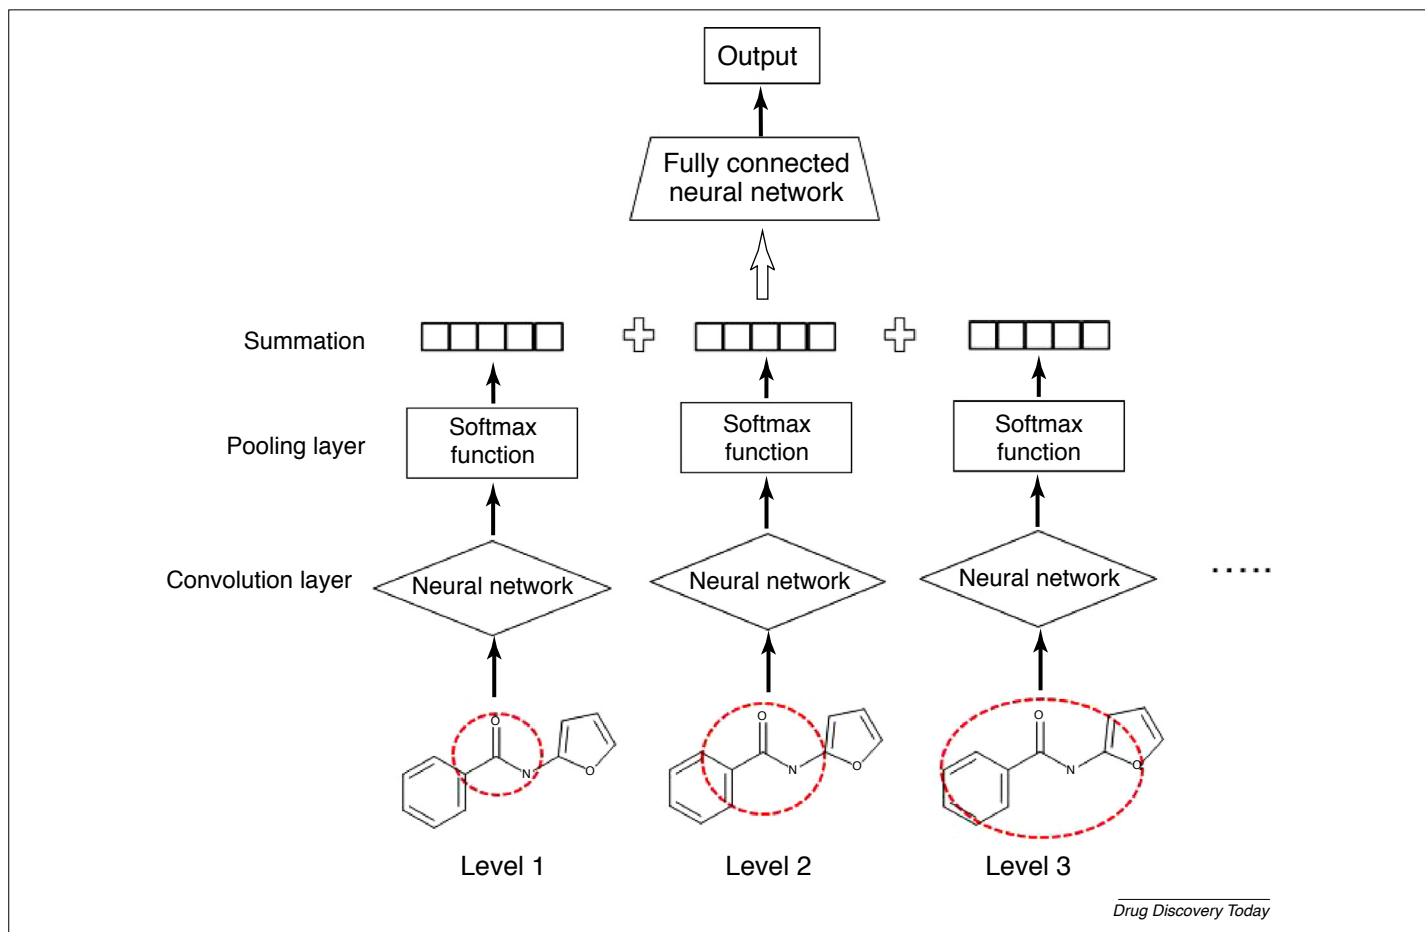 Output
Fully connected
neural network
Summation
Pooling layer
Softmax
function
Softmax
function
Softmax
function
Convolution layer
Neural network
Neural network
Neural network
.....
O
N
O
O
N
O
O
N
O
Level 1
Level 2
Level 3
Drug Discovery Today